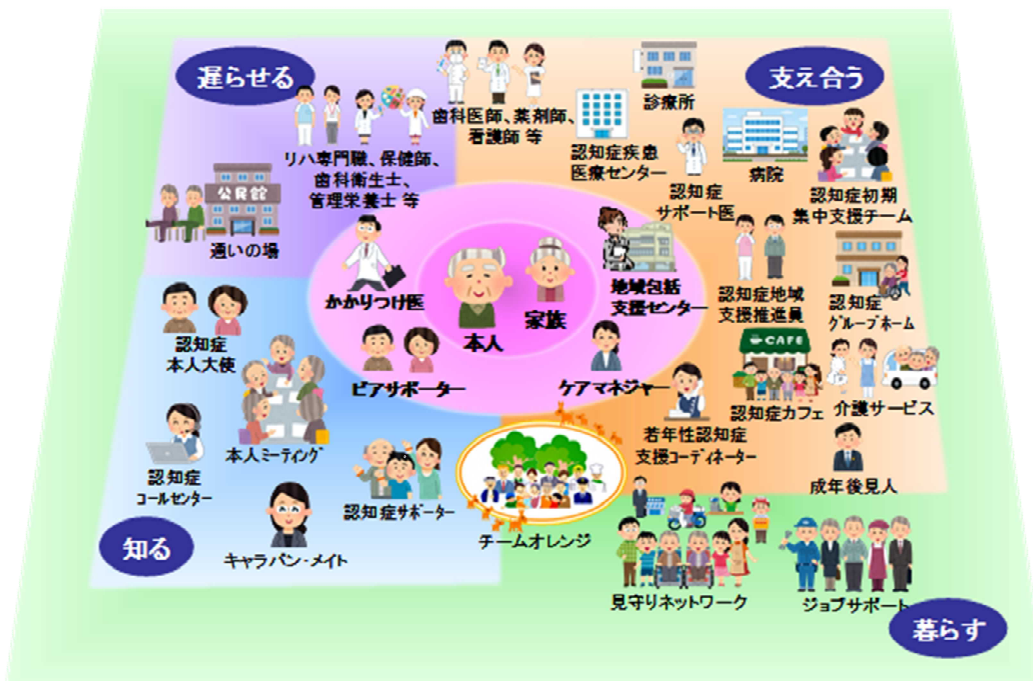 遅らせる
支え合う
歯科医師、薬剤師、
看護師 等
診療所
リハ専門職、保健師、
歯科衛生士、
管理栄養士 等
認知症疾患
医療センター
認知症
サポート医
病院
認知症初期
集中支援チーム
公民館
通いの場
かかりつけ医
本人
家族
地域包括
支援センター
認知症地域
支援推進員
認知症
グループホーム
認知症
本人大使
ピアサポーター
ケアマネジャー
CAFE
認知症カフェ
介護サービス
本人ミーティング
若年性認知症
支援コーディネーター
認知症
コールセンター
認知症サポーター
成年後見人
チームオレンジ
知る
キャラバン・メイト
見守りネットワーク
ジョブサポート
暮らす